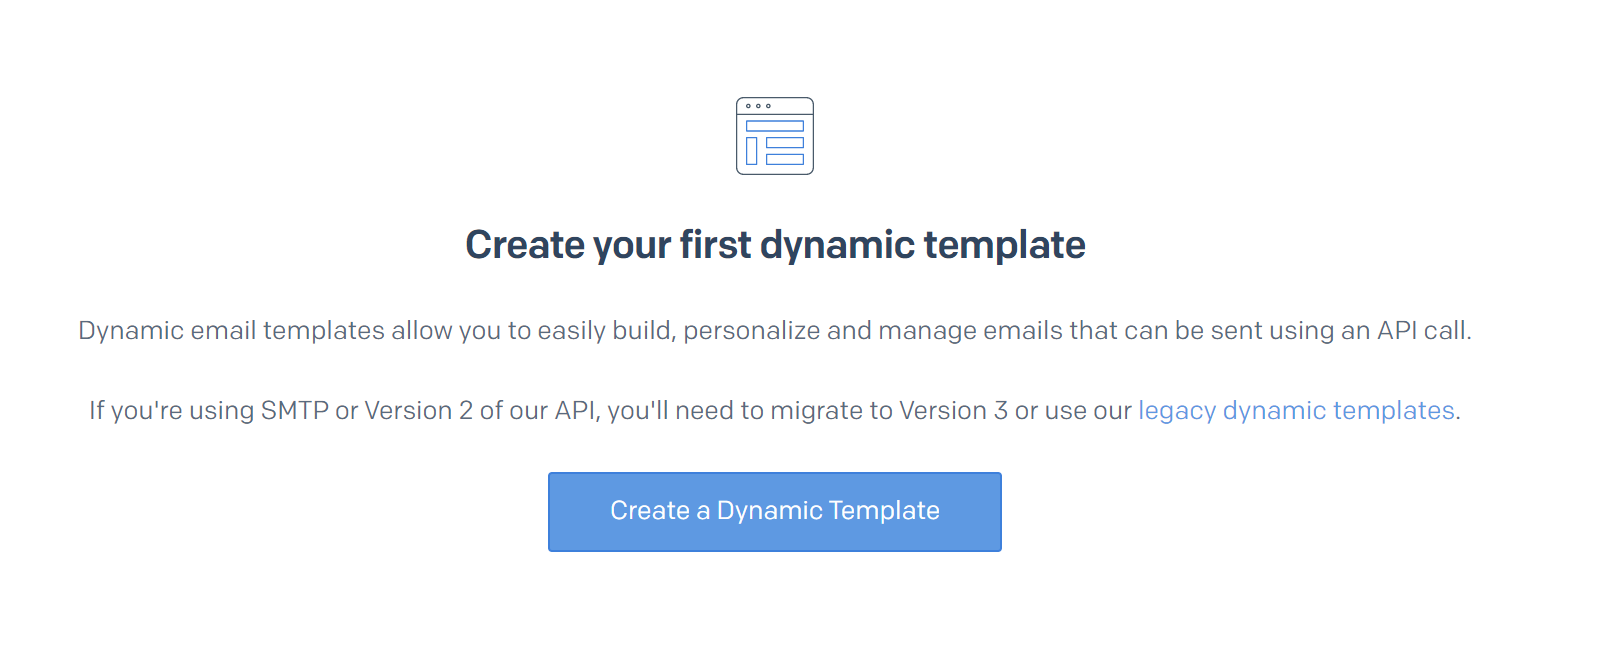 Create your first dynamic template
Dynamic email templates allow you to easily build, personalize and manage emails that can be sent using an API call.
If you're using SMTP or Version 2 of our API, you'll need to migrate to Version 3 or use our legacy dynamic templates.
Create a Dynamic Template